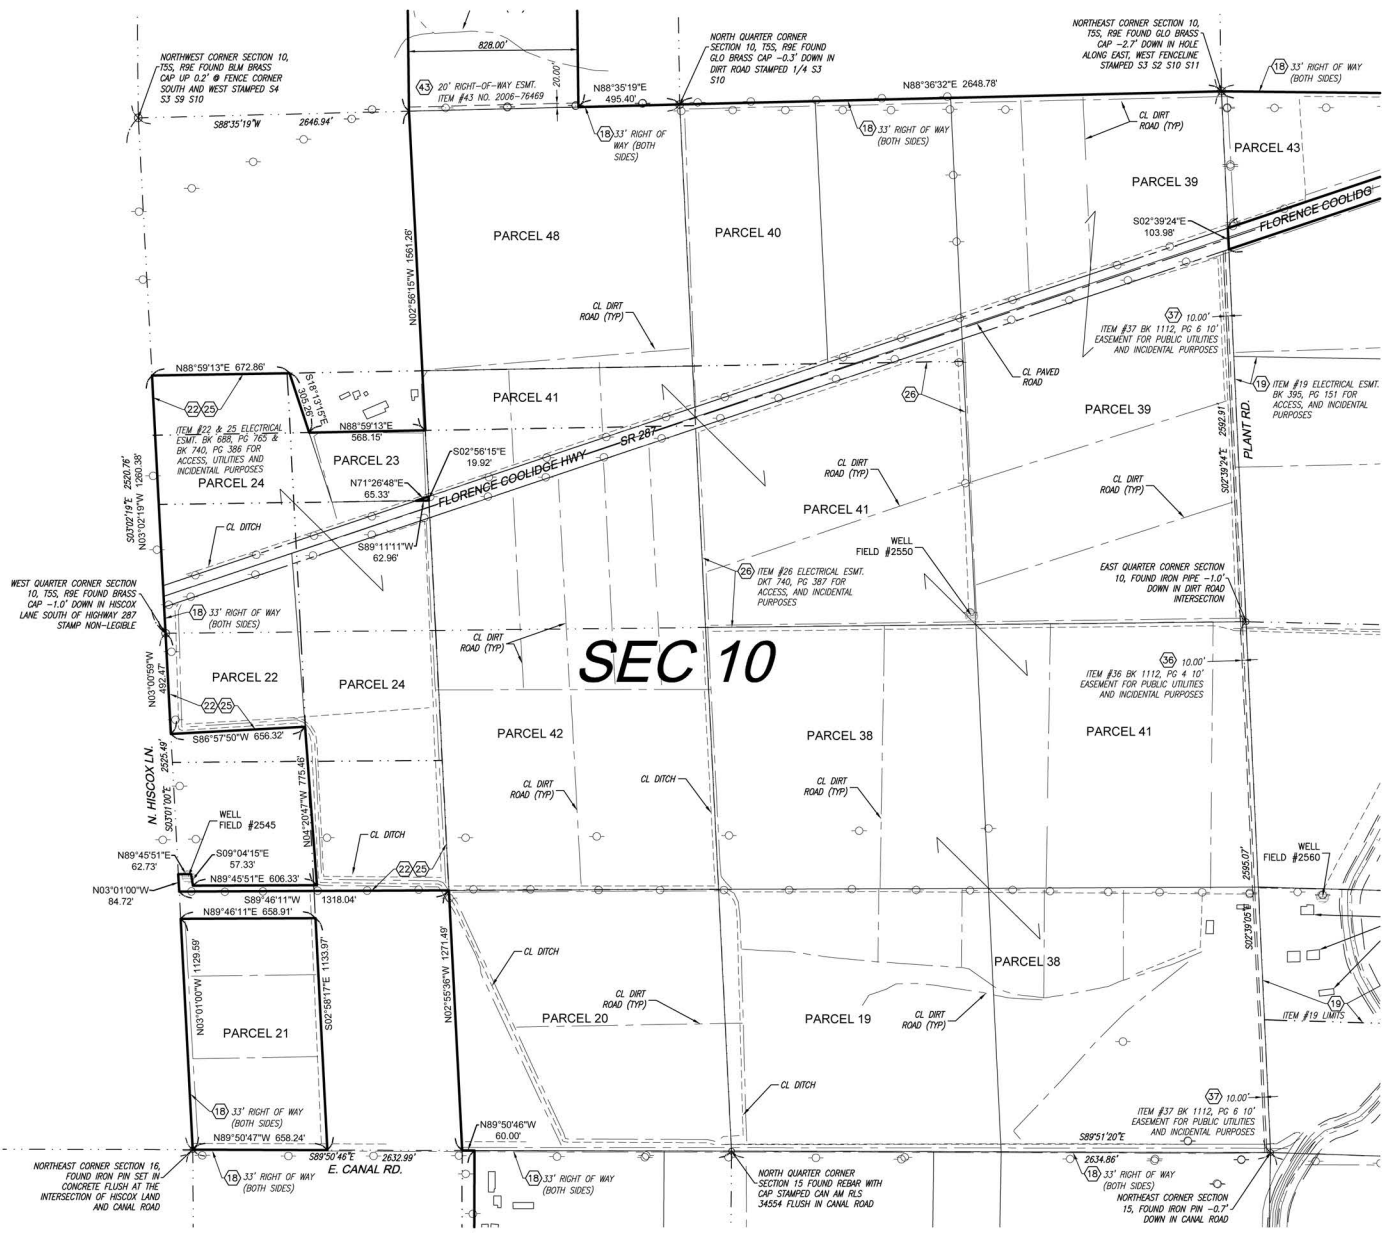 NORTHWEST CORNER SECTION 10,
T5S, R9E FOUND BLM BRASS
CAP UP 0.2' @ FENCE CORNER
SOUTH AND WEST STAMPED S4
S3 S9 S10
828.00'
43
20' RIGHT-OF-WAY ESMT.
ITEM #43 NO. 2006-76469
20.00'
NORTH QUARTER CORNER
SECTION 10, T5S, R9E FOUND
GLO BRASS CAP -0.3' DOWN IN
DIRT ROAD STAMPED 1/4 S3
S10
NORTHEAST CORNER SECTION 10,
T5S, R9E FOUND GLO BRASS
CAP -2.7' DOWN IN HOLE
ALONG EAST, WEST FENCELINE
STAMPED S3 S2 S10 S11
18 33' RIGHT OF WAY
(BOTH SIDES)
N88°35'19"E
495.40'
N88°36'32"E 2648.78'
S88°35'19"W 2646.94'
18 33' RIGHT OF
WAY (BOTH
SIDES)
18 33' RIGHT OF WAY
(BOTH SIDES)
CL DIRT
ROAD (TYP)
PARCEL 43
PARCEL 39
PARCEL 48
PARCEL 40
S02°39'24"E
103.98'
FLORENCE COOLIDG
N02°56'15"W 1561.26'
CL DIRT
ROAD (TYP)
37 10.00'
ITEM #37 BK 1112, PG 6 10'
EASEMENT FOR PUBLIC UTILITIES
AND INCIDENTAL PURPOSES
N88°59'13"E 672.86'
S18°13'15"E
305.26'
CL PAVED
ROAD
19 ITEM #19 ELECTRICAL ESMT.
BK 395, PG 151 FOR
ACCESS, AND INCIDENTAL
PURPOSES
22 25
26
PARCEL 41
PARCEL 39
ITEM #22 & 25 ELECTRICAL
ESMT. BK 688, PG 765 &
BK 740, PG 386 FOR
ACCESS, UTILITIES AND
INCIDENTAL PURPOSES
N88°59'13"E
568.15'
SR 287
PLANT RD.
S02°39'24"E 2592.91'
PARCEL 23
S02°56'15"E
19.92'
FLORENCE COOLIDGE HWY
CL DIRT
ROAD (TYP)
CL DIRT
ROAD (TYP)
PARCEL 24
N71°26'48"E
65.33'
S03°02'19"E 2520.76'
N03°02'19"W 1260.38'
PARCEL 41
CL DITCH
S89°11'11"W
62.96'
WELL
FIELD #2550
WEST QUARTER CORNER SECTION
10, T5S, R9E FOUND BRASS
CAP -1.0' DOWN IN HISCOX
LANE SOUTH OF HIGHWAY 287
STAMP NON-LEGIBLE
26 ITEM #26 ELECTRICAL ESMT.
DKT 740, PG 387 FOR
ACCESS, AND INCIDENTAL
PURPOSES
EAST QUARTER CORNER SECTION
10, FOUND IRON PIPE -1.0'
DOWN IN DIRT ROAD
INTERSECTION
18 33' RIGHT OF WAY
(BOTH SIDES)
CL DIRT
ROAD (TYP)
SEC 10
36 10.00'
ITEM #36 BK 1112, PG 4 10'
EASEMENT FOR PUBLIC UTILITIES
AND INCIDENTAL PURPOSES
N03°00'59"W
492.47'
PARCEL 22
PARCEL 24
22 25
S86°57'50"W 656.32'
PARCEL 42
PARCEL 38
PARCEL 41
N. HISCOX LN.
S03°01'00"E 2525.49'
N04°20'47"W 775.46'
CL DIRT
ROAD (TYP)
CL DITCH
CL DIRT
ROAD (TYP)
WELL
FIELD #2545
CL DITCH
N89°45'51"E
62.73'
S09°04'15"E
57.33'
22 25
WELL
FIELD #2560
S02°39'05"E 2595.07'
N03°01'00"W
84.72'
N89°45'51"E 606.33'
S89°46'11"W 1318.04'
N89°46'11"E 658.91'
N03°01'00"W 1129.59'
S02°58'17"E 1133.97'
N02°55'36"W 1271.49'
CL DITCH
PARCEL 38
CL DIRT
ROAD (TYP)
CL DIRT
ROAD (TYP)
19
ITEM #19 LIMITS
PARCEL 21
PARCEL 20
PARCEL 19
CL DITCH
18 33' RIGHT OF WAY
(BOTH SIDES)
37 10.00'
ITEM #37 BK 1112, PG 6 10'
EASEMENT FOR PUBLIC UTILITIES
AND INCIDENTAL PURPOSES
N89°50'47"W 658.24'
N89°50'46"W
60.00'
S89°51'20"E
2634.86'
S89°50'46"E 2632.99'
E. CANAL RD.
NORTHEAST CORNER SECTION 16,
FOUND IRON PIN SET IN
CONCRETE FLUSH AT THE
INTERSECTION OF HISCOX LAND
AND CANAL ROAD
18 33' RIGHT OF WAY
(BOTH SIDES)
18 33' RIGHT OF WAY
(BOTH SIDES)
NORTH QUARTER CORNER
SECTION 15 FOUND REBAR WITH
CAP STAMPED CAN AM RLS
34554 FLUSH IN CANAL ROAD
18 33' RIGHT OF WAY
(BOTH SIDES)
NORTHEAST CORNER SECTION
15, FOUND IRON PIN -0.7'
DOWN IN CANAL ROAD